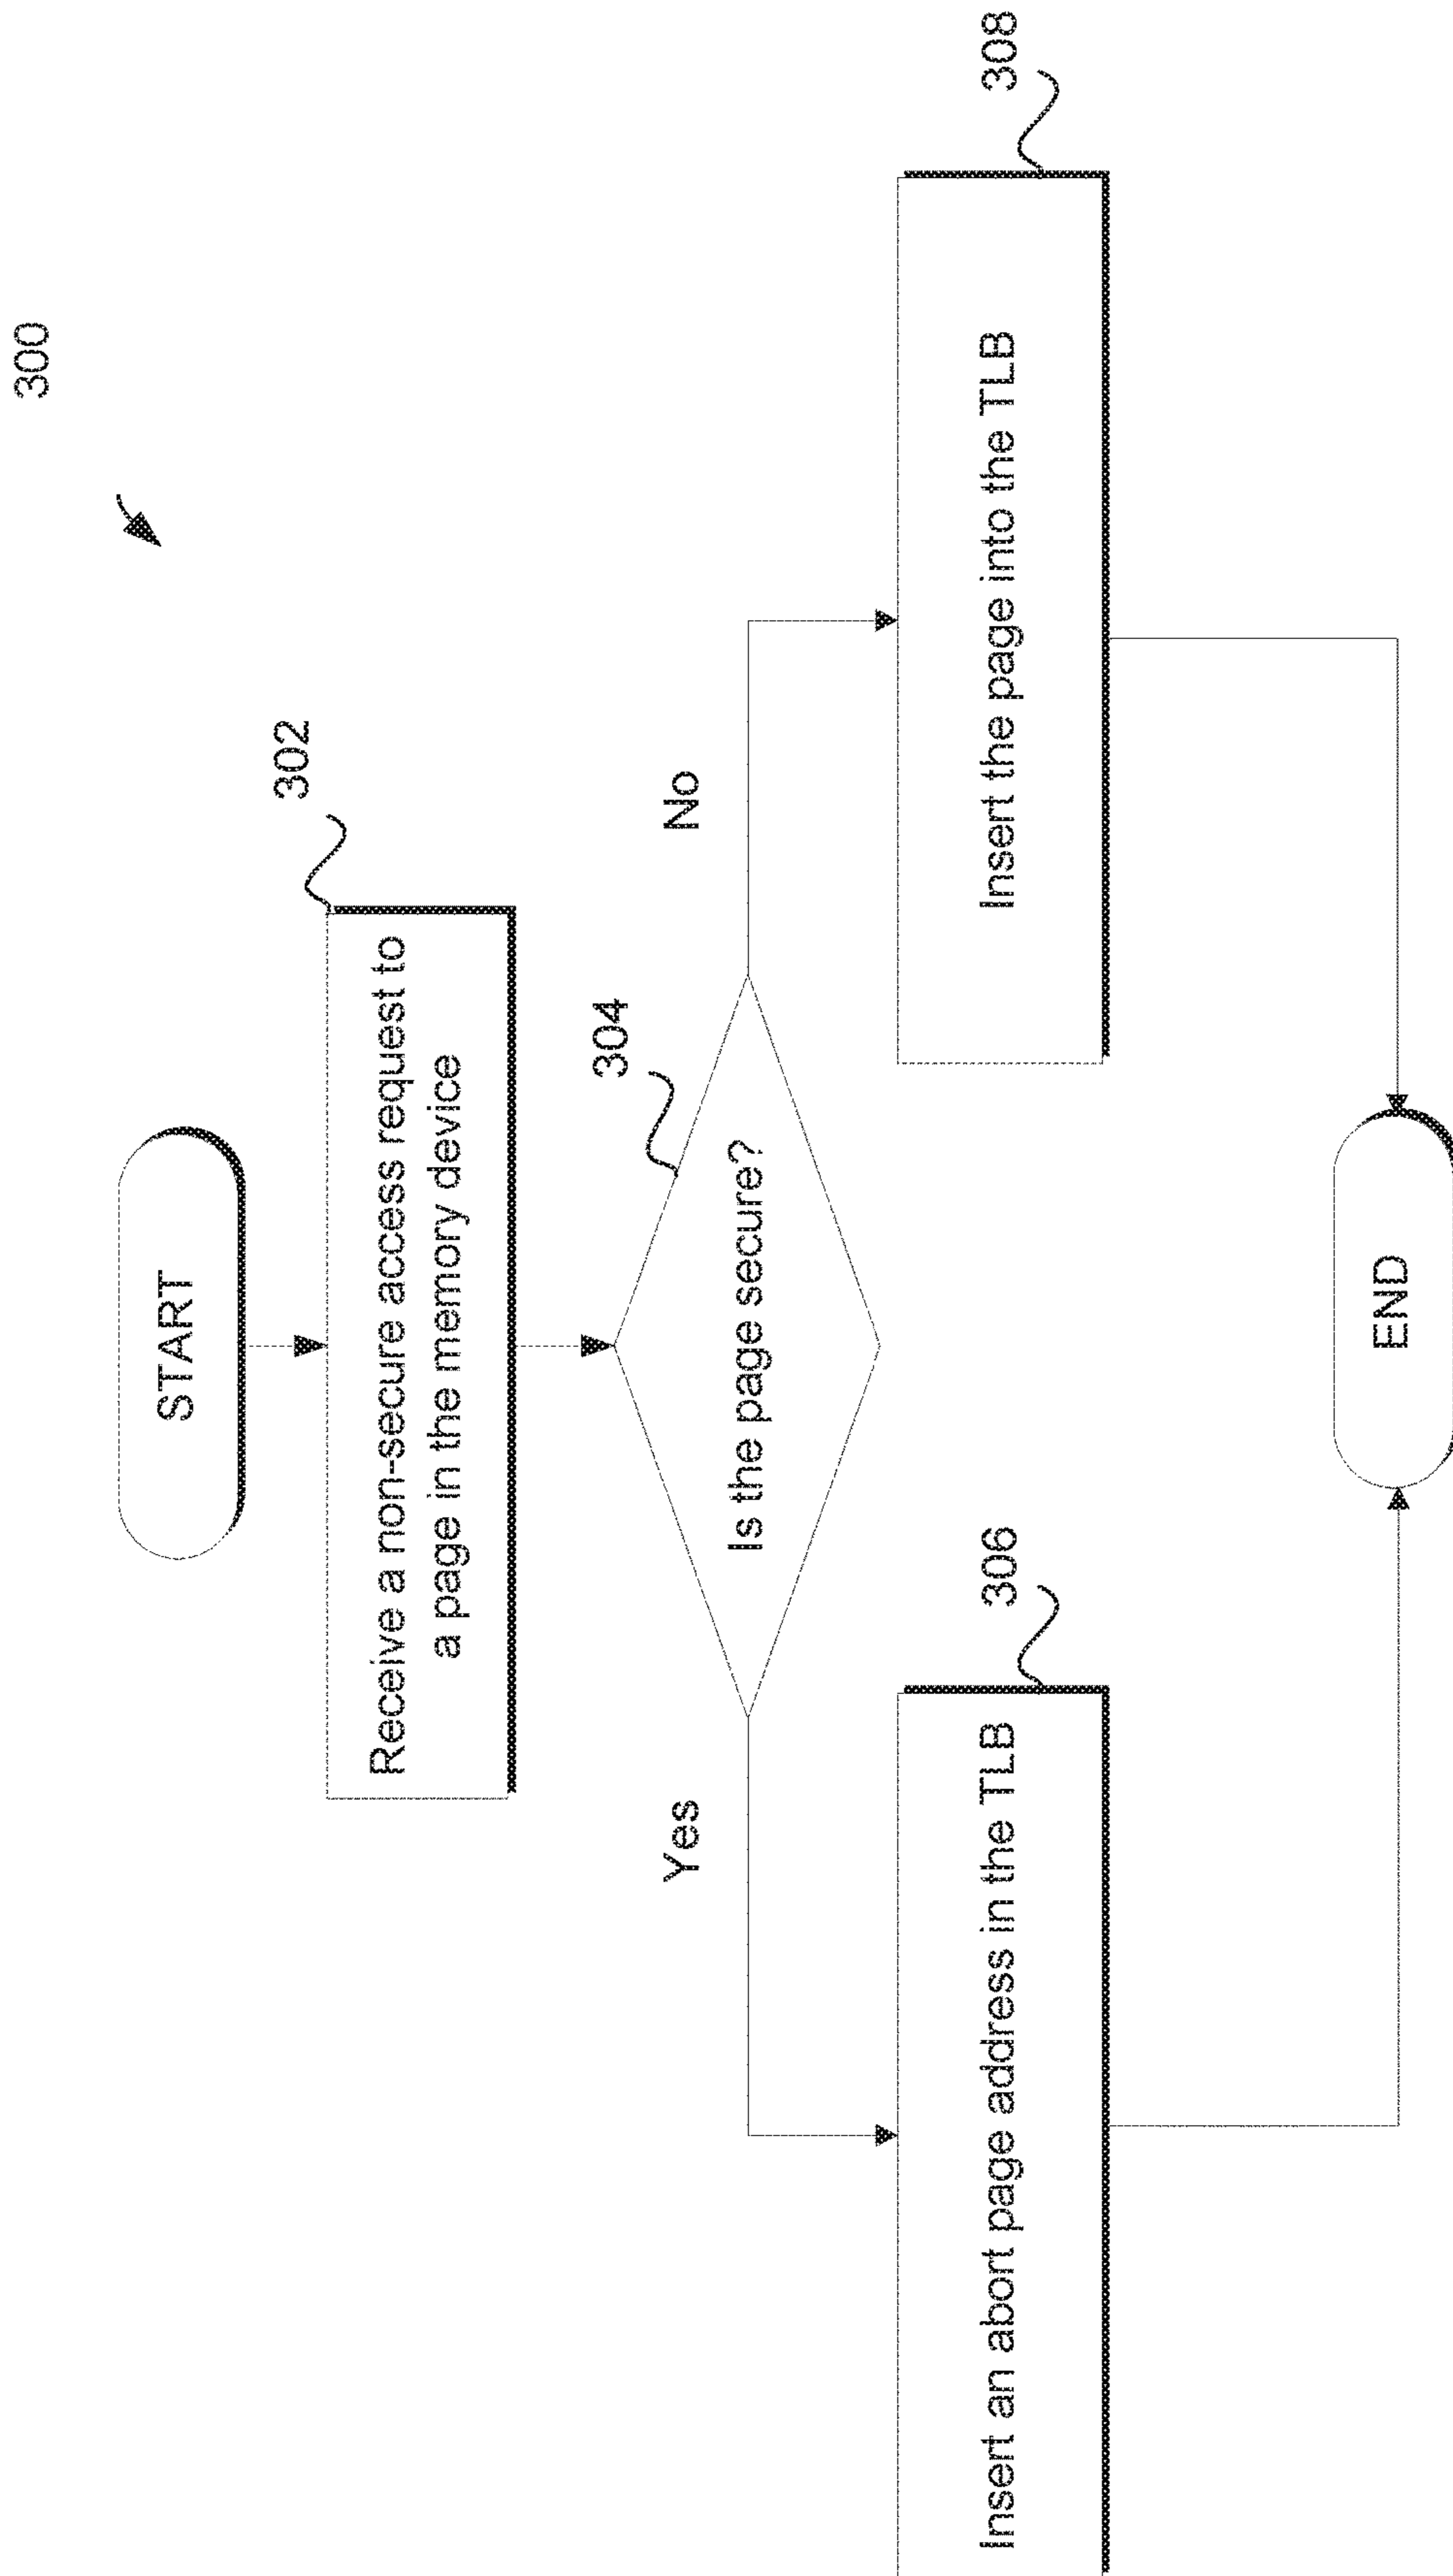 300
START
302
Receive a non-secure access request to
a page in the memory device
304
Is the page secure?
Yes
No
306
Insert an abort page address in the TLB
308
Insert the page into the TLB
END